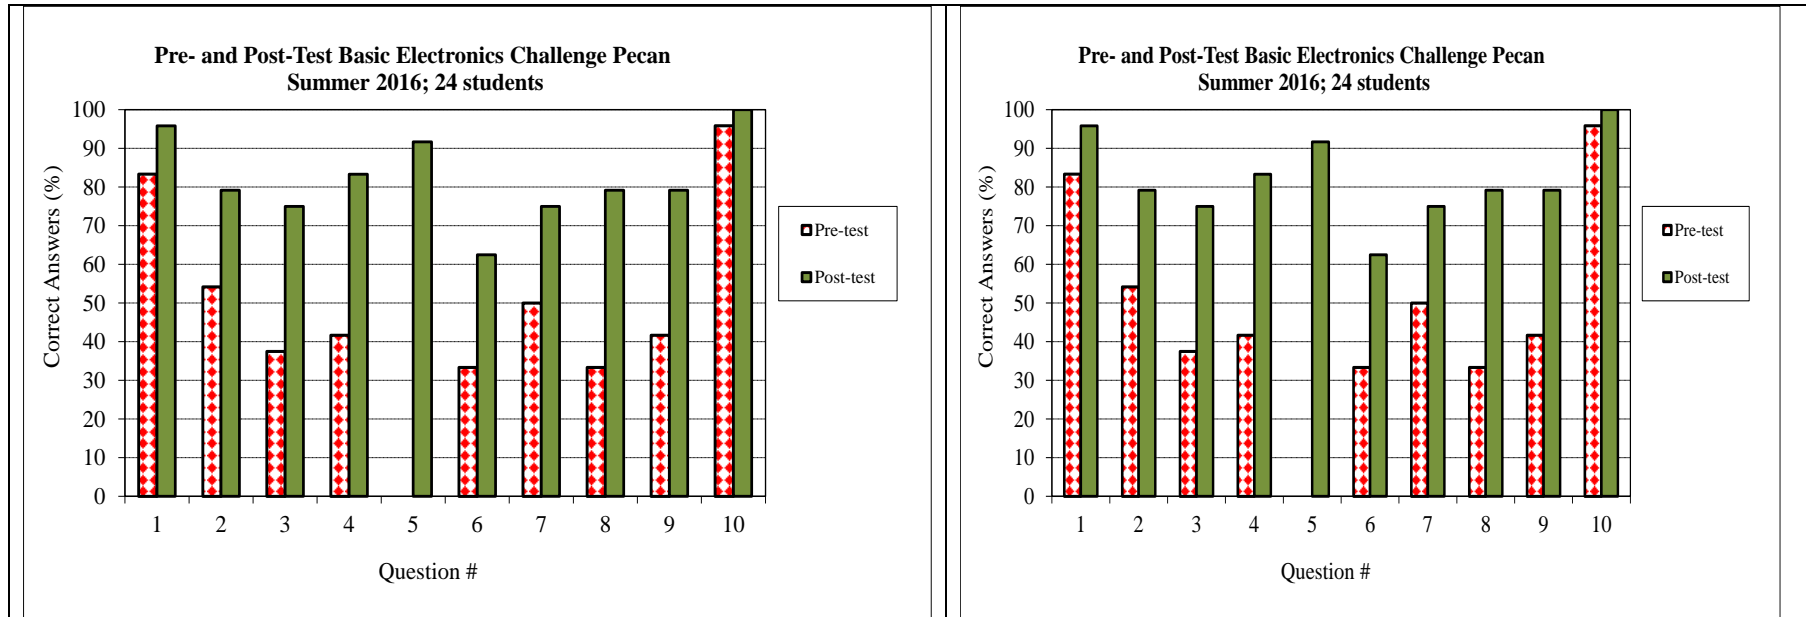 Pre- and Post-Test Basic Electronics Challenge Pecan
Summer 2016; 24 students
100
90
80
70
60
50
40
30
20
10
0
Correct Answers (%)
1 2 3 4 5 6 7 8 9 10
Question #
Pre-test
Post-test
Pre- and Post-Test Basic Electronics Challenge Pecan
Summer 2016; 24 students
100
90
80
70
60
50
40
30
20
10
0
Correct Answers (%)
1 2 3 4 5 6 7 8 9 10
Question #
Pre-test
Post-test